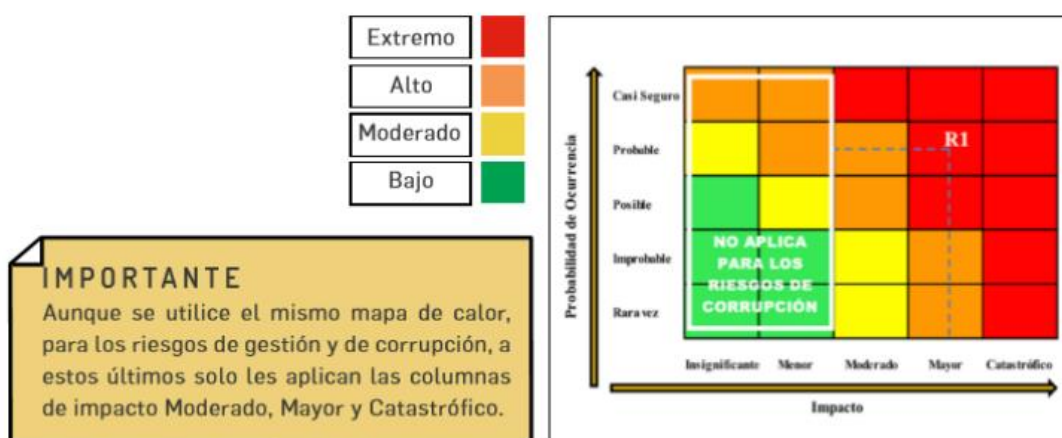 Extremo
Alto
Moderado
Bajo
IMPORTANTE
Aunque se utilice el mismo mapa de calor,
para los riesgos de gestión y de corrupción, a
estos últimos solo les aplican las columnas
de impacto Moderado, Mayor y Catastrófico.
Probabilidad de Ocurrencia
Casi Seguro
Probable
Posible
Improbable
Rara vez
R1
NO APLICA
PARA LOS
RIESGOS DE
CORRUPCIÓN
Insignificante Menor Moderado Mayor Catastrófico
Impacto